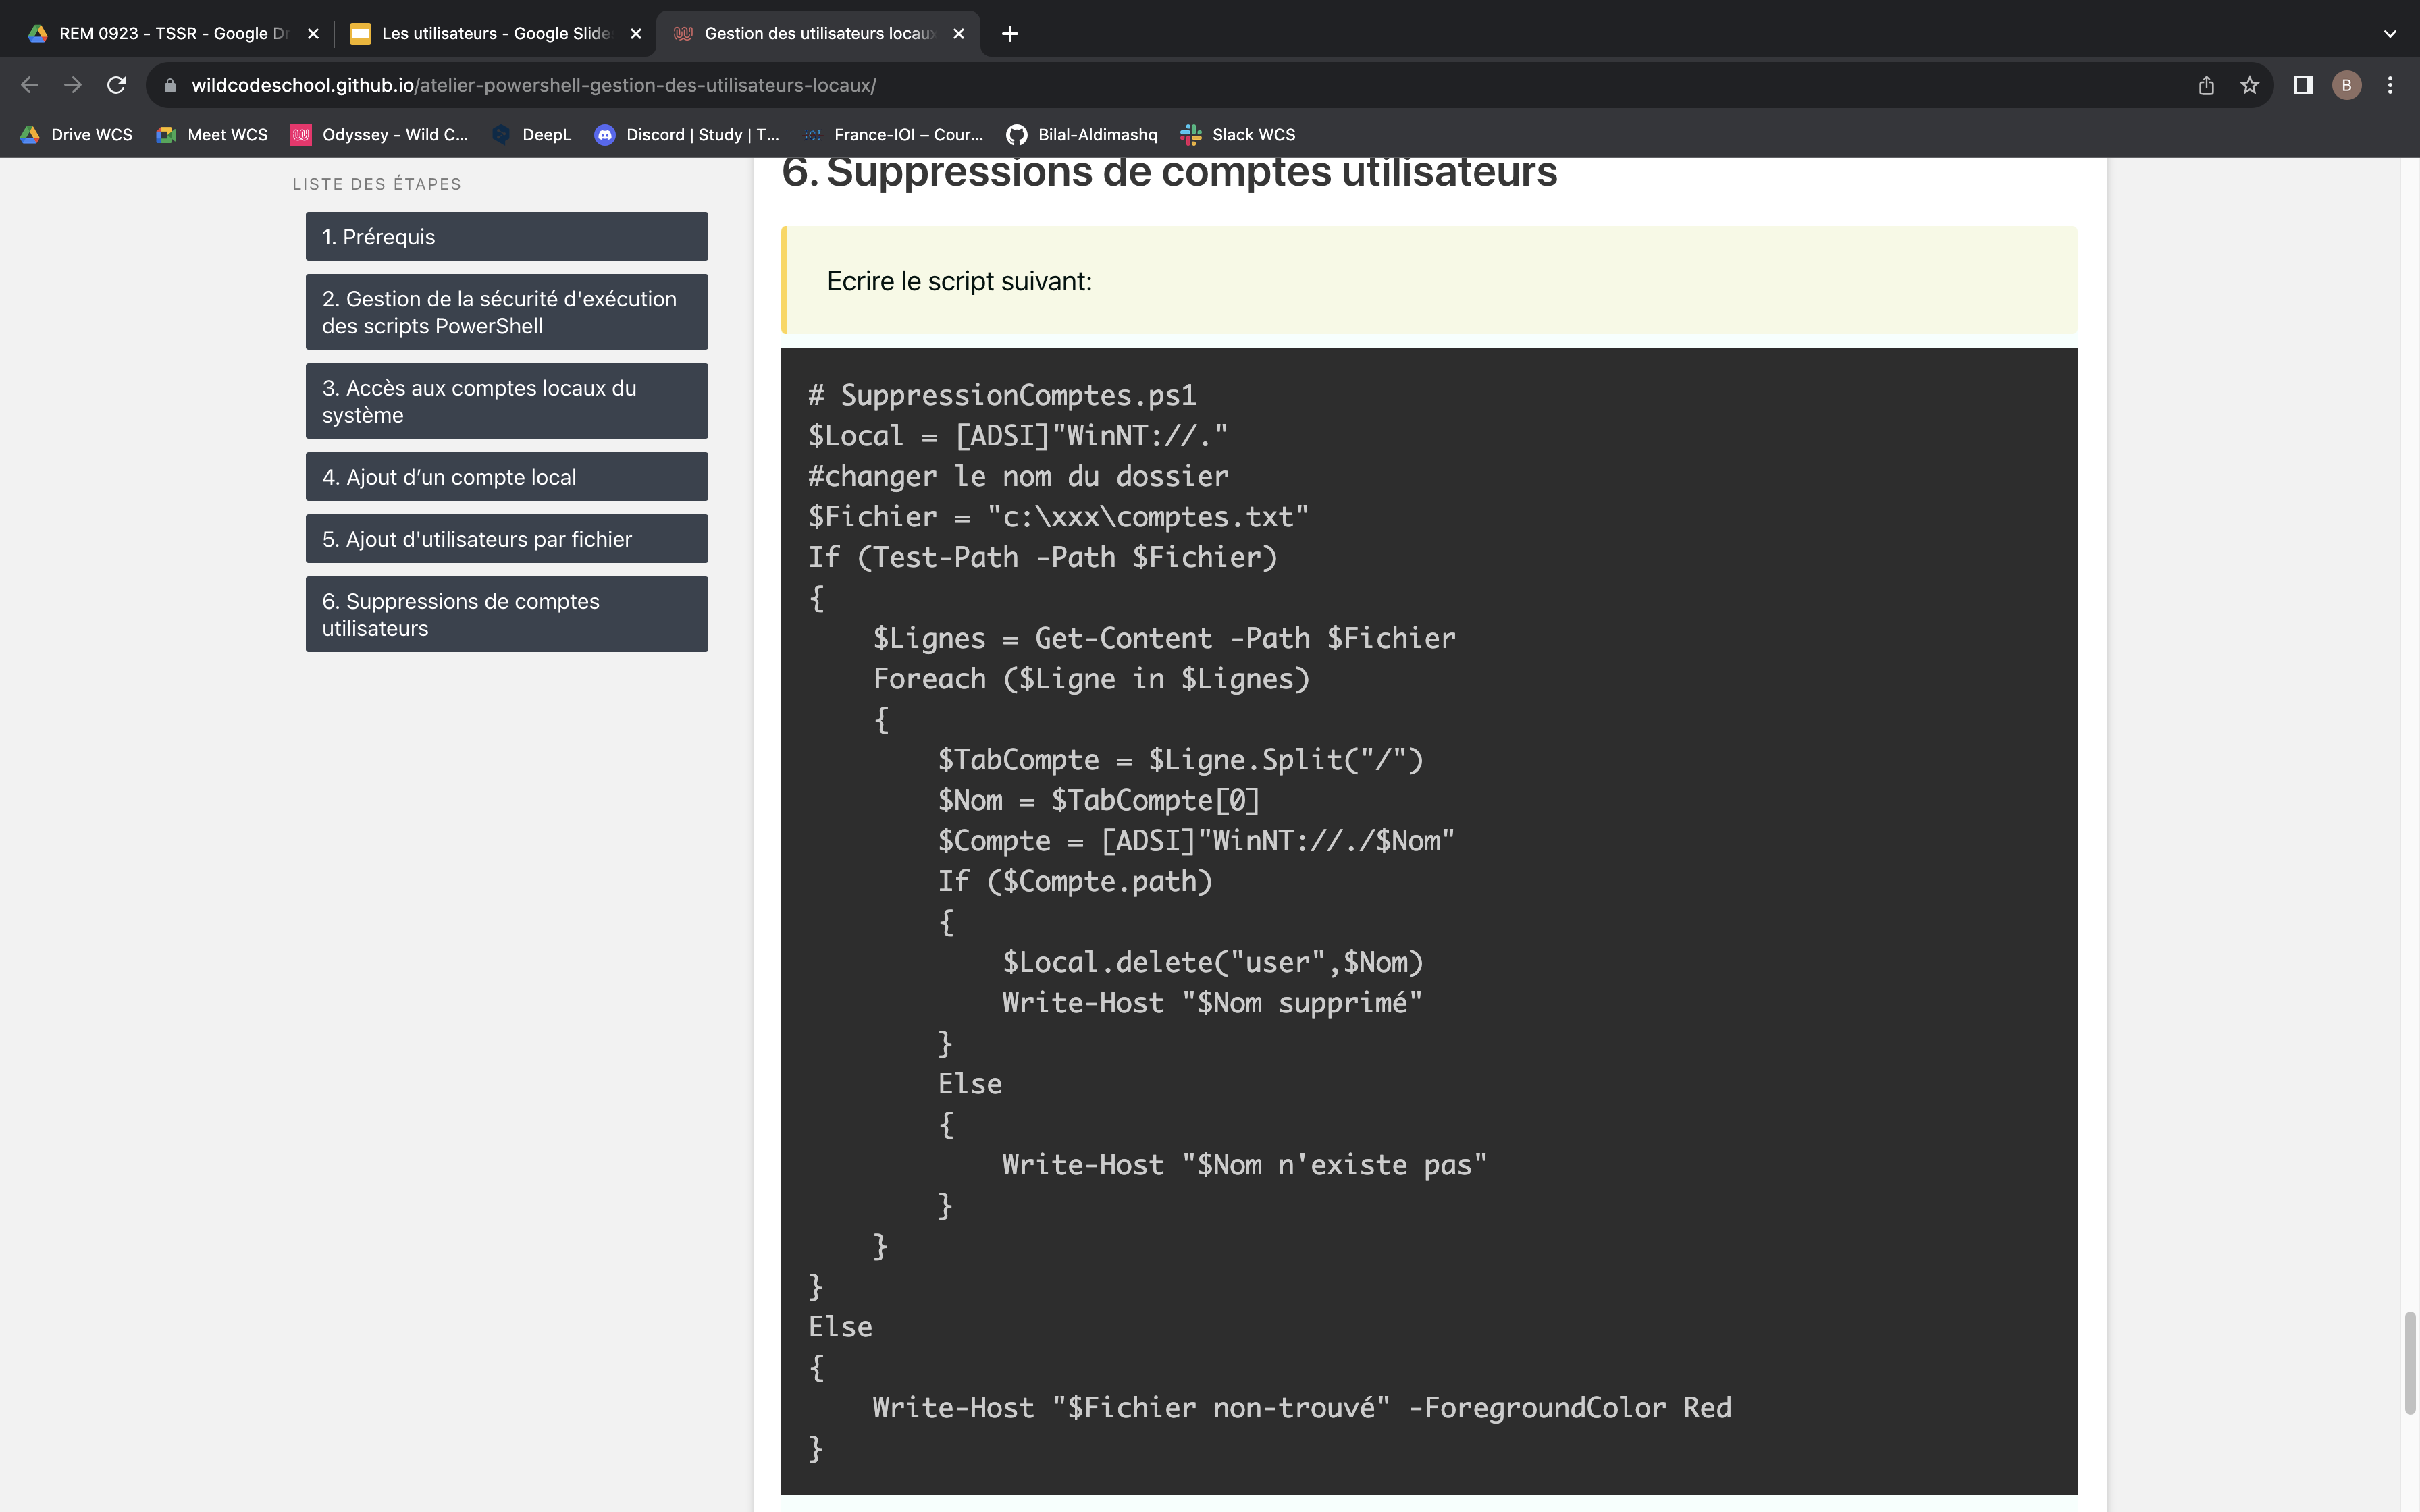 REM 0923 - TSSR - Google Dr
Les utilisateurs - Google Slide
Gestion des utilisateurs locau
wildcodeschool.github.io/atelier-powershell-gestion-des-utilisateurs-locaux/
B
Drive WCS
Meet WCS
Odyssey - Wild C...
DeepL
Discord | Study | T...
France-IOI – Cour...
Bilal-Aldimashq
Slack WCS
LISTE DES ÉTAPES
1. Prérequis
2. Gestion de la sécurité d'exécution
des scripts PowerShell
3. Accès aux comptes locaux du
système
4. Ajout d’un compte local
5. Ajout d'utilisateurs par fichier
6. Suppressions de comptes
utilisateurs
6. Suppressions de comptes utilisateurs
Ecrire le script suivant:
# SuppressionComptes.ps1
$Local = [ADSI]"WinNT://."
#changer le nom du dossier
$Fichier = "c:\xxx\comptes.txt"
If (Test-Path -Path $Fichier)
{
    $Lignes = Get-Content -Path $Fichier
    Foreach ($Ligne in $Lignes)
    {
        $TabCompte = $Ligne.Split("/")
        $Nom = $TabCompte[0]
        $Compte = [ADSI]"WinNT://./$Nom"
        If ($Compte.path)
        {
            $Local.delete("user",$Nom)
            Write-Host "$Nom supprimé"
        }
        Else
        {
            Write-Host "$Nom n'existe pas"
        }
    }
}
Else
{
    Write-Host "$Fichier non-trouvé" -ForegroundColor Red
}